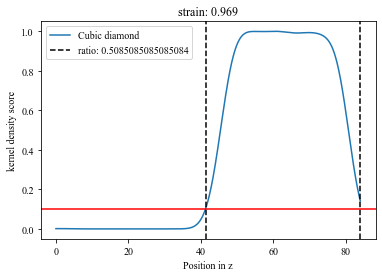 strain: 0.969
Cubic diamond
ratio: 0.5085085085085084
kernel density score
1.0
0.8
0.6
0.4
0.2
0.0
0 20 40 60 80
Position in z